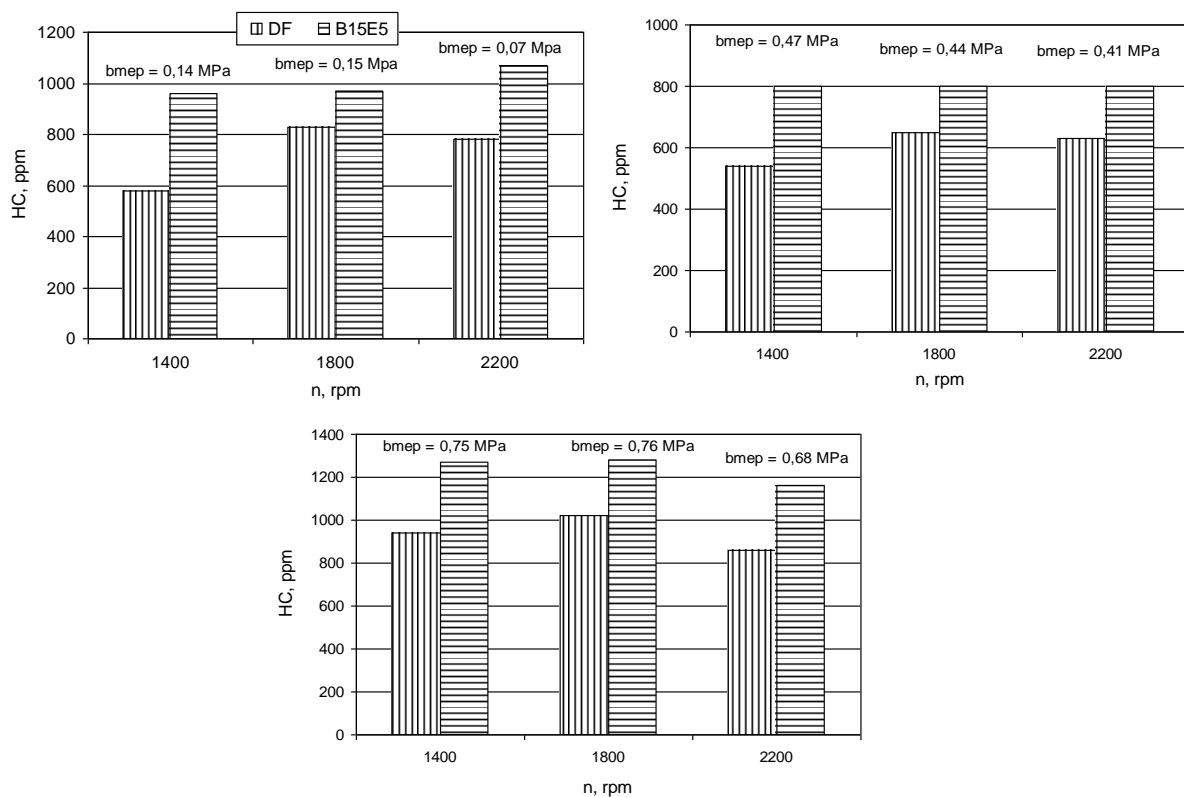 DF B15E5
1200
1000
800
600
400
200
0
HC, ppm
bmep = 0,14 MPa
bmep = 0,15 Mpa
bmep = 0,07 Mpa
1400 1800 2200
n, rpm
1000
800
600
400
200
0
HC, ppm
bmep = 0,47 MPa bmep = 0,44 MPa bmep = 0,41 MPa
1400 1800 2200
n, rpm
1400
1200
1000
800
600
400
200
0
HC, ppm
bmep = 0,75 MPa bmep = 0,76 MPa
bmep = 0,68 MPa
1400 1800 2200
n, rpm